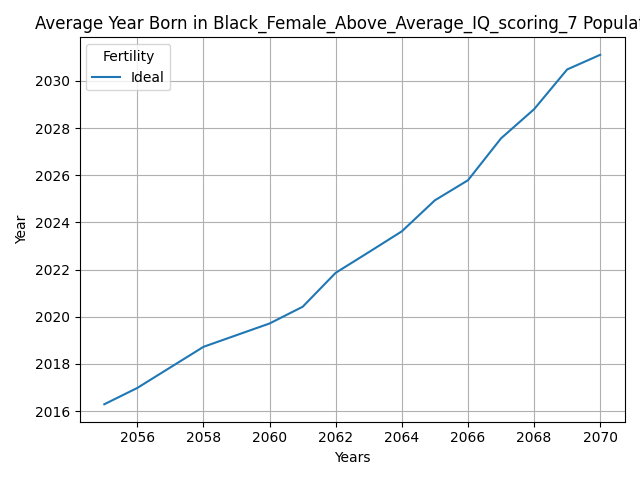 Average Year Born in Black_Female_Above_Average_IQ_scoring_7 Populat
Fertility
Ideal
Year
2030
2028
2026
2024
2022
2020
2018
2016
2056 2058 2060 2062 2064 2066 2068 2070
Years